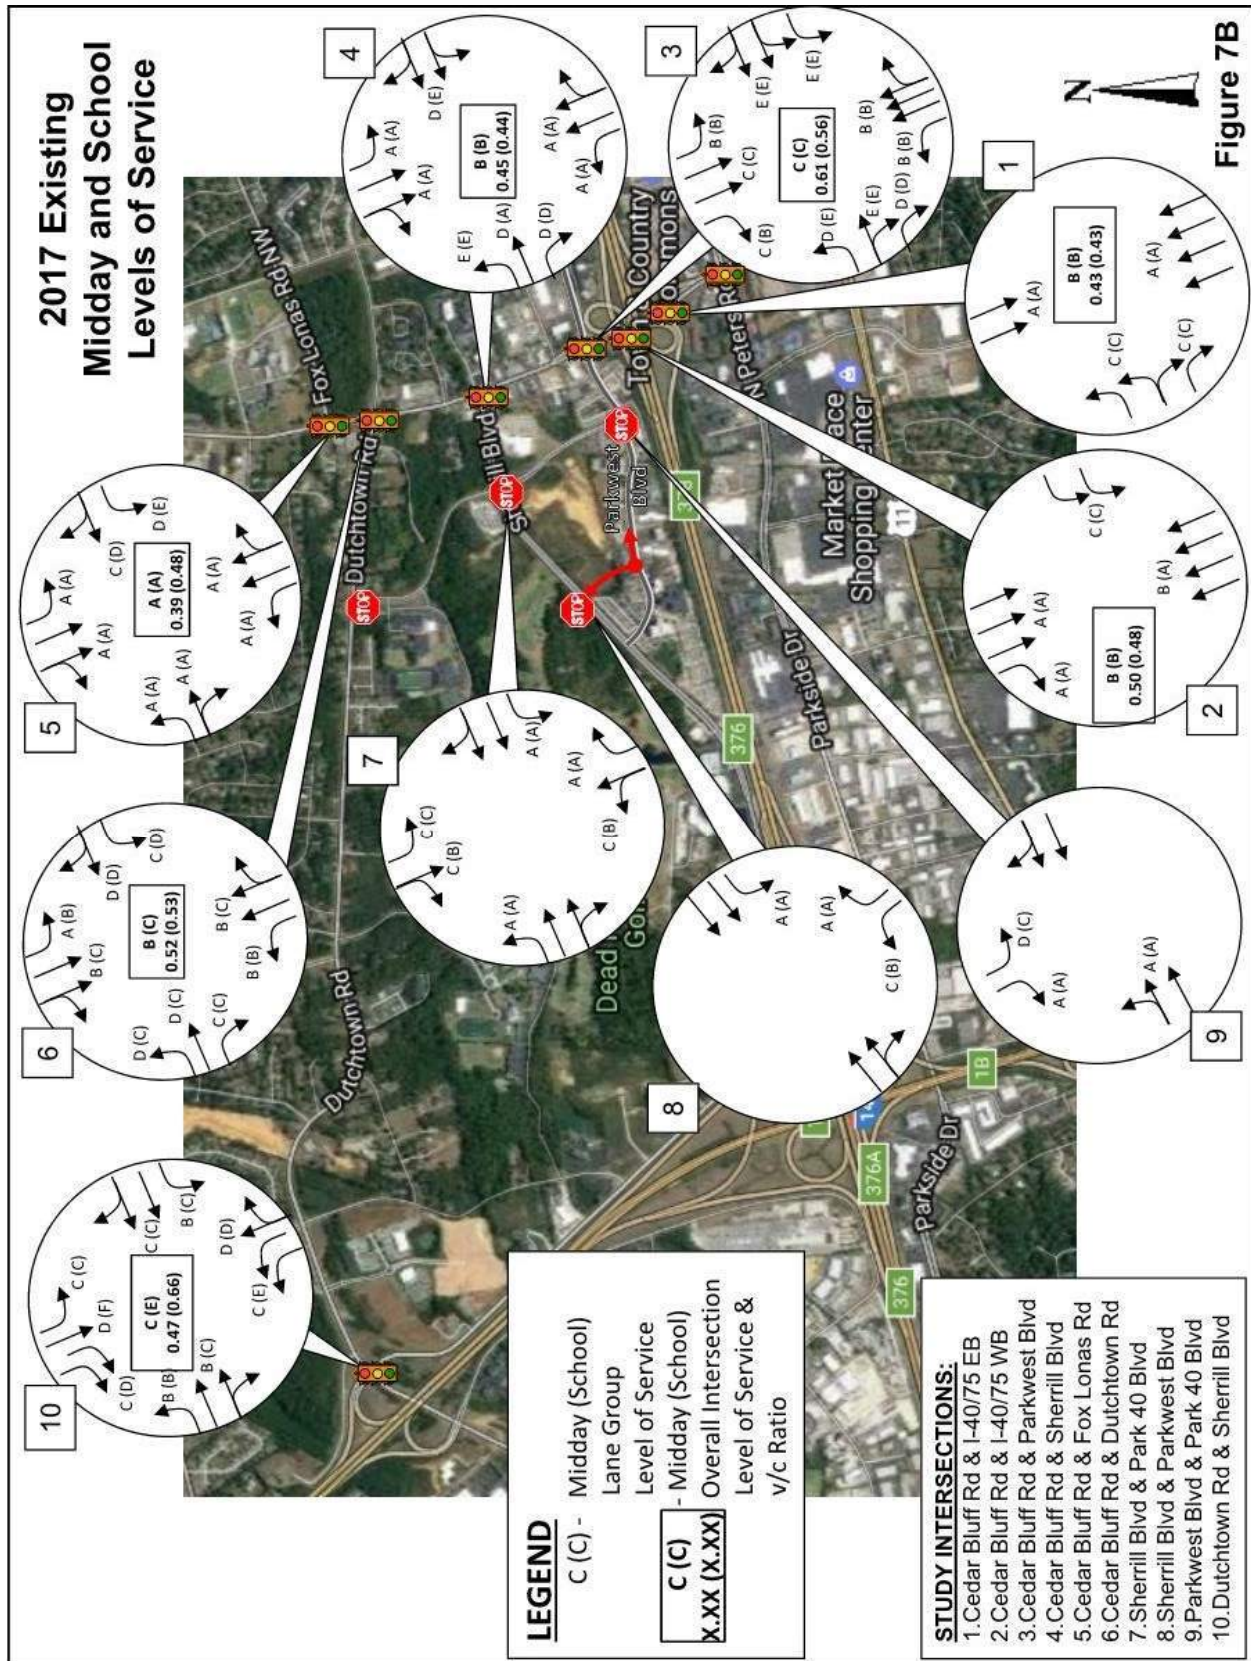 2017 Existing
Midday and School
Levels of Service
10
C (C)
D (F)
C (D)
C (E)
0.47 (0.66)
C (C)
B (C)
B (B)
B (C)
D (D)
C (E)
6
A (B)
B (C)
D (D)
C (D)
B (C)
0.52 (0.53)
D (C)
D (C)
C (C)
B (C)
B (B)
5
A (A)
A (A)
C (D)
D (E)
A (A)
0.39 (0.48)
A (A)
A (A)
A (A)
A (A)
4
A (A)
A (A)
D (E)
B (B)
0.45 (0.44)
E (E)
D (A)
D (D)
A (A)
A (A)
7
C (C)
C (B)
A (A)
A (A)
A (A)
C (B)
3
B (B)
C (C)
C (B)
E (E)
E (E)
C (C)
0.61 (0.56)
D (E)
E (E)
D (D)
B (B)
B (B)
8
A (A)
A (A)
C (B)
9
D (C)
A (A)
A (A)
2
A (A)
A (A)
C (C)
B (B)
0.50 (0.48)
B (A)
1
A (A)
B (B)
0.43 (0.43)
C (C)
C (C)
A (A)
Fox Lonas Rd NW
Dutchtown Rd
Dutchtown Rd
Blvd
Parkwest
Blvd
STOP
STOP
STOP
STOP
Dead
376
Parkside Dr
Market Place
Shopping Center
11
N Peters Rd
Country
1B
376A
376
Parkside Dr
LEGEND
C (C) - Midday (School)
Lane Group
Level of Service
C (C)
X.XX (X.XX)
- Midday (School)
Overall Intersection
Level of Service &
v/c Ratio
STUDY INTERSECTIONS:
1.Cedar Bluff Rd & I-40/75 EB
2.Cedar Bluff Rd & I-40/75 WB
3.Cedar Bluff Rd & Parkwest Blvd
4.Cedar Bluff Rd & Sherrill Blvd
5.Cedar Bluff Rd & Fox Lonas Rd
6.Cedar Bluff Rd & Dutchtown Rd
7.Sherrill Blvd & Park 40 Blvd
8.Sherrill Blvd & Parkwest Blvd
9.Parkwest Blvd & Park 40 Blvd
10.Dutchtown Rd & Sherrill Blvd
N
Figure 7B